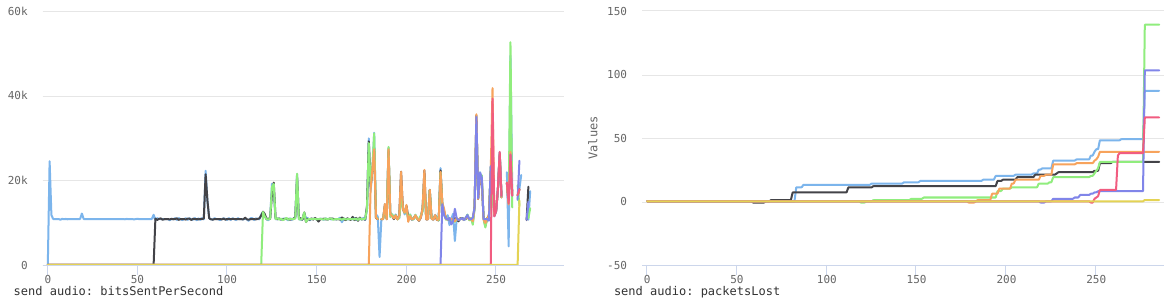 60k
40k
20k
0
0 50 100 150 200 250
send audio: bitsSentPerSecond
Values
150
100
50
0
-50
0 50 100 150 200 250
send audio: packetsLost